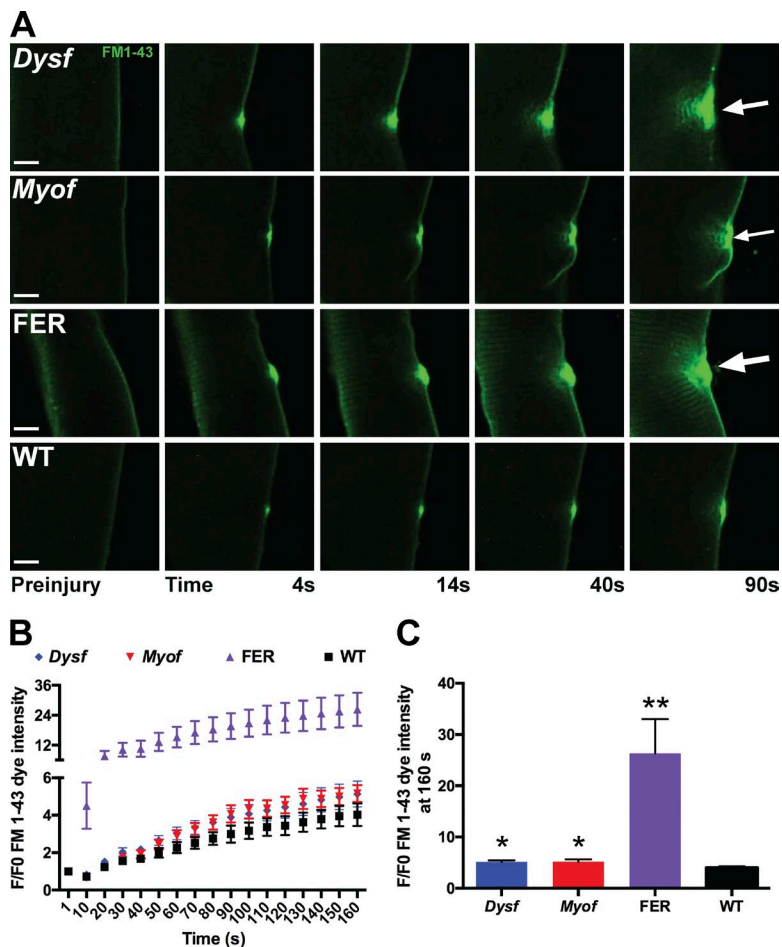 A
Dysf
FM1-43
Myof
FER
WT
Preinjury Time 4s 14s 40s 90s
B
Dysf Myof FER WT
F/F0 FM 1-43 dye intensity
36
24
12
6
4
2
0
1 10 20 30 40 50 60 70 80 90 100 110 120 130 140 150 160
Time (s)
C
F/F0 FM 1-43 dye intensity
at 160 s
40
30
20
10
0
* * **
Dysf Myof FER WT